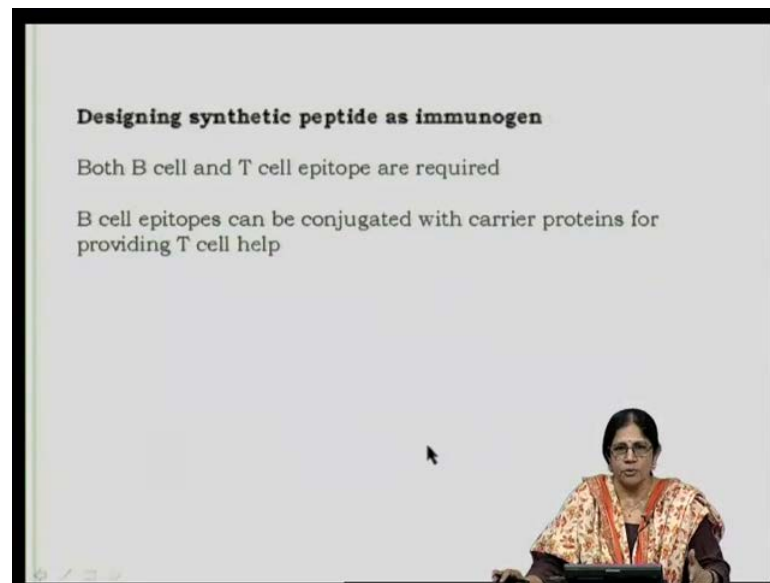 Designing synthetic peptide as immunogen
Both B cell and T cell epitope are required
B cell epitopes can be conjugated with carrier proteins for
providing T cell help